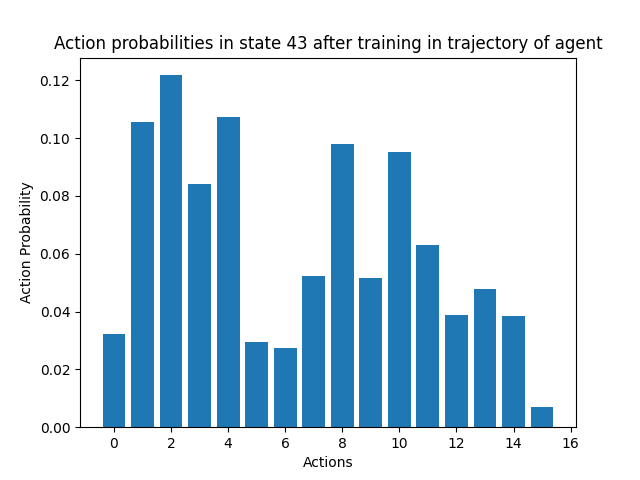 Action probabilities in state 43 after training in trajectory of agent
0.12
0.10
0.08
0.06
0.04
0.02
0.00
Action Probability
0 2 4 6 8 10 12 14 16
Actions